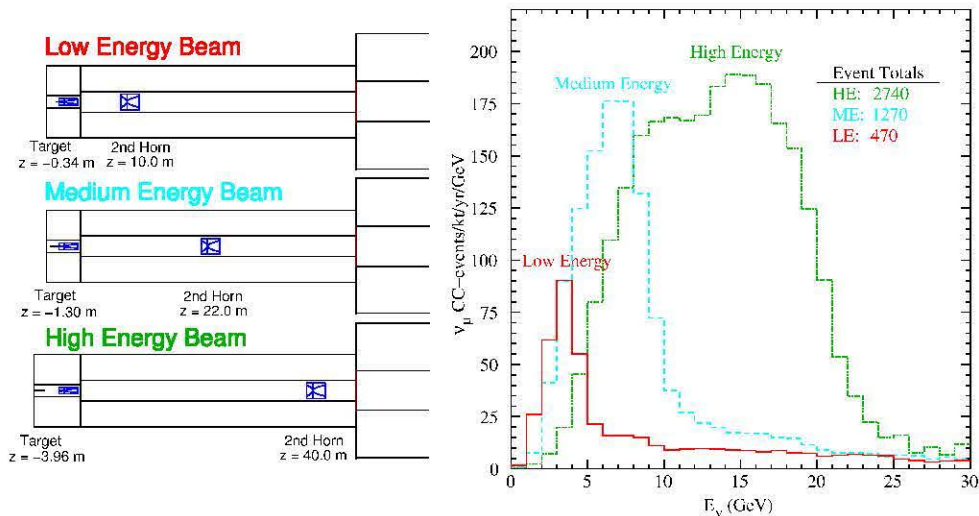 Low Energy Beam
Target
z = −0.34 m
2nd Horn
z = 10.0 m
Medium Energy Beam
Target
z = −1.30 m
2nd Horn
z = 22.0 m
High Energy Beam
Target
z = −3.96 m
2nd Horn
z = 40.0 m
ν_μ CC−events/kt/yr/GeV
200
175
150
125
100
75
50
25
0
High Energy
Medium Energy
Low Energy
Event Totals
HE: 2740
ME: 1270
LE: 470
0 5 10 15 20 25 30
E_ν (GeV)